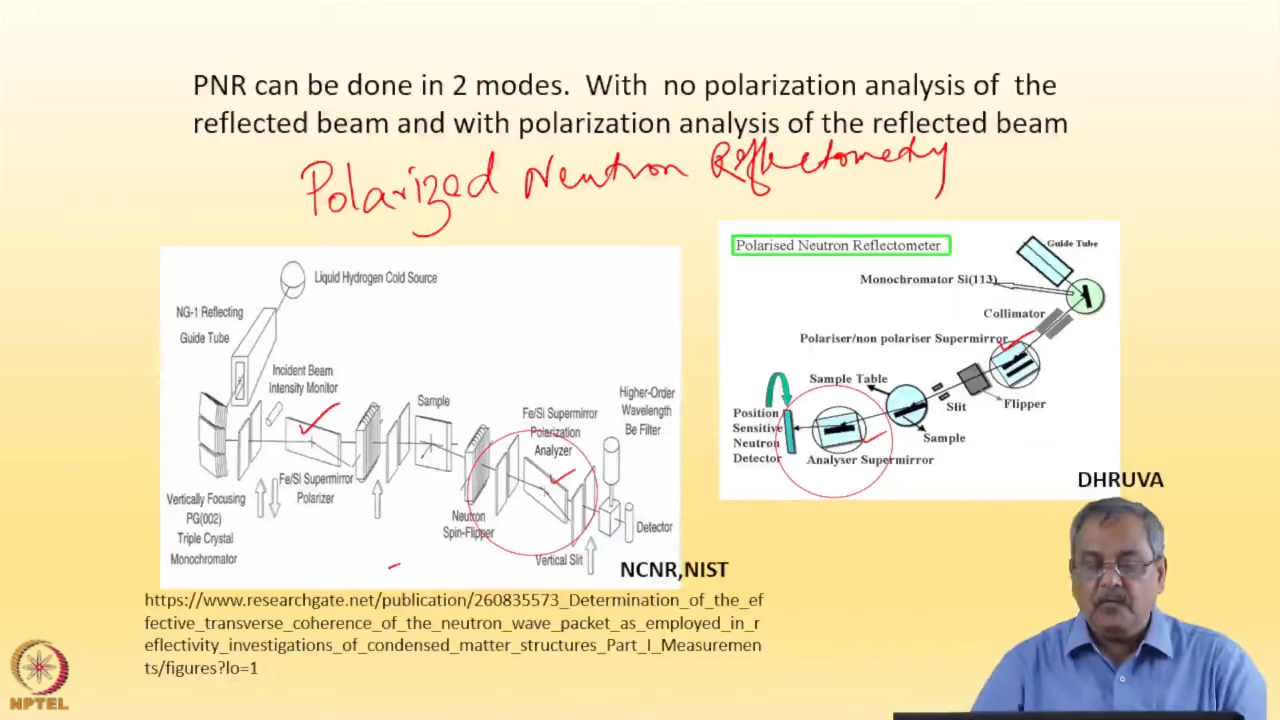 PNR can be done in 2 modes. With no polarization analysis of the
reflected beam and with polarization analysis of the reflected beam
Polarized Neutron Reflectometry
Liquid Hydrogen Cold Source
NG-1 Reflecting
Guide Tube
Incident Beam
Intensity Monitor
Sample
Fe/Si Supermirror
Polarization
Analyzer
Higher-Order
Wavelength
Be Filter
Vertically Focusing
PG(002)
Triple Crystal
Monochromator
Fe/Si Supermirror
Polarizer
Neutron
Spin-Flipper
Vertical Slit
Detector
NCNR,NIST
Polarised Neutron Reflectometer
Guide Tube
Monochromator Si(113)
Collimator
Polariser/non polariser Supermirror
Sample Table
Slit
Flipper
Position
Sensitive
Neutron
Detector
Sample
Analyser Supermirror
DHRUVA
https://www.researchgate.net/publication/260835573_Determination_of_the_ef
fective_transverse_coherence_of_the_neutron_wave_packet_as_employed_in_r
eflectivity_investigations_of_condensed_matter_structures_Part_I_Measuremen
ts/figures?lo=1
NPTEL